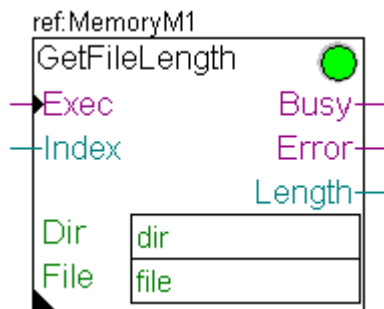 ref:MemoryM1
GetFileLength
Exec Busy
Index Error
Length
Dir dir
File file